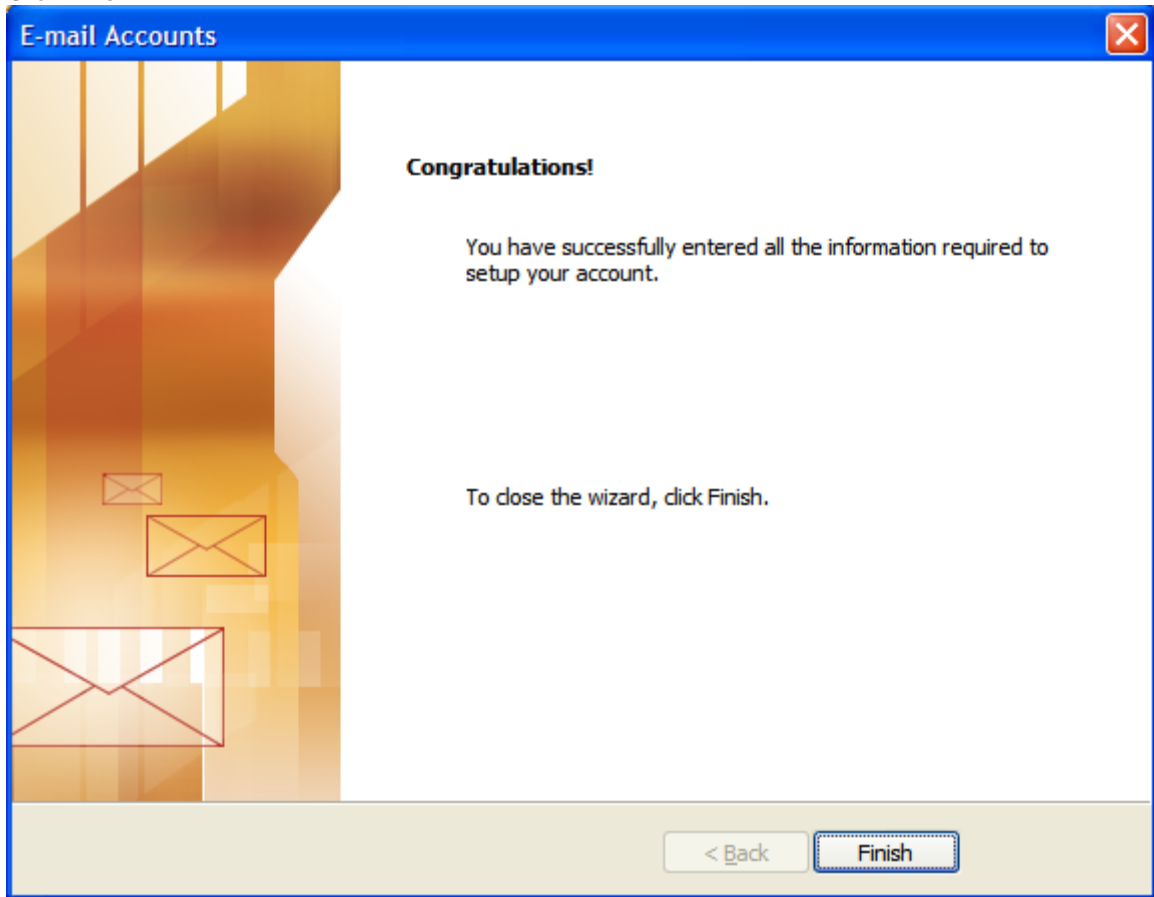 E-mail Accounts
Congratulations!
You have successfully entered all the information required to
setup your account.
To close the wizard, click Finish.
< Back
Finish